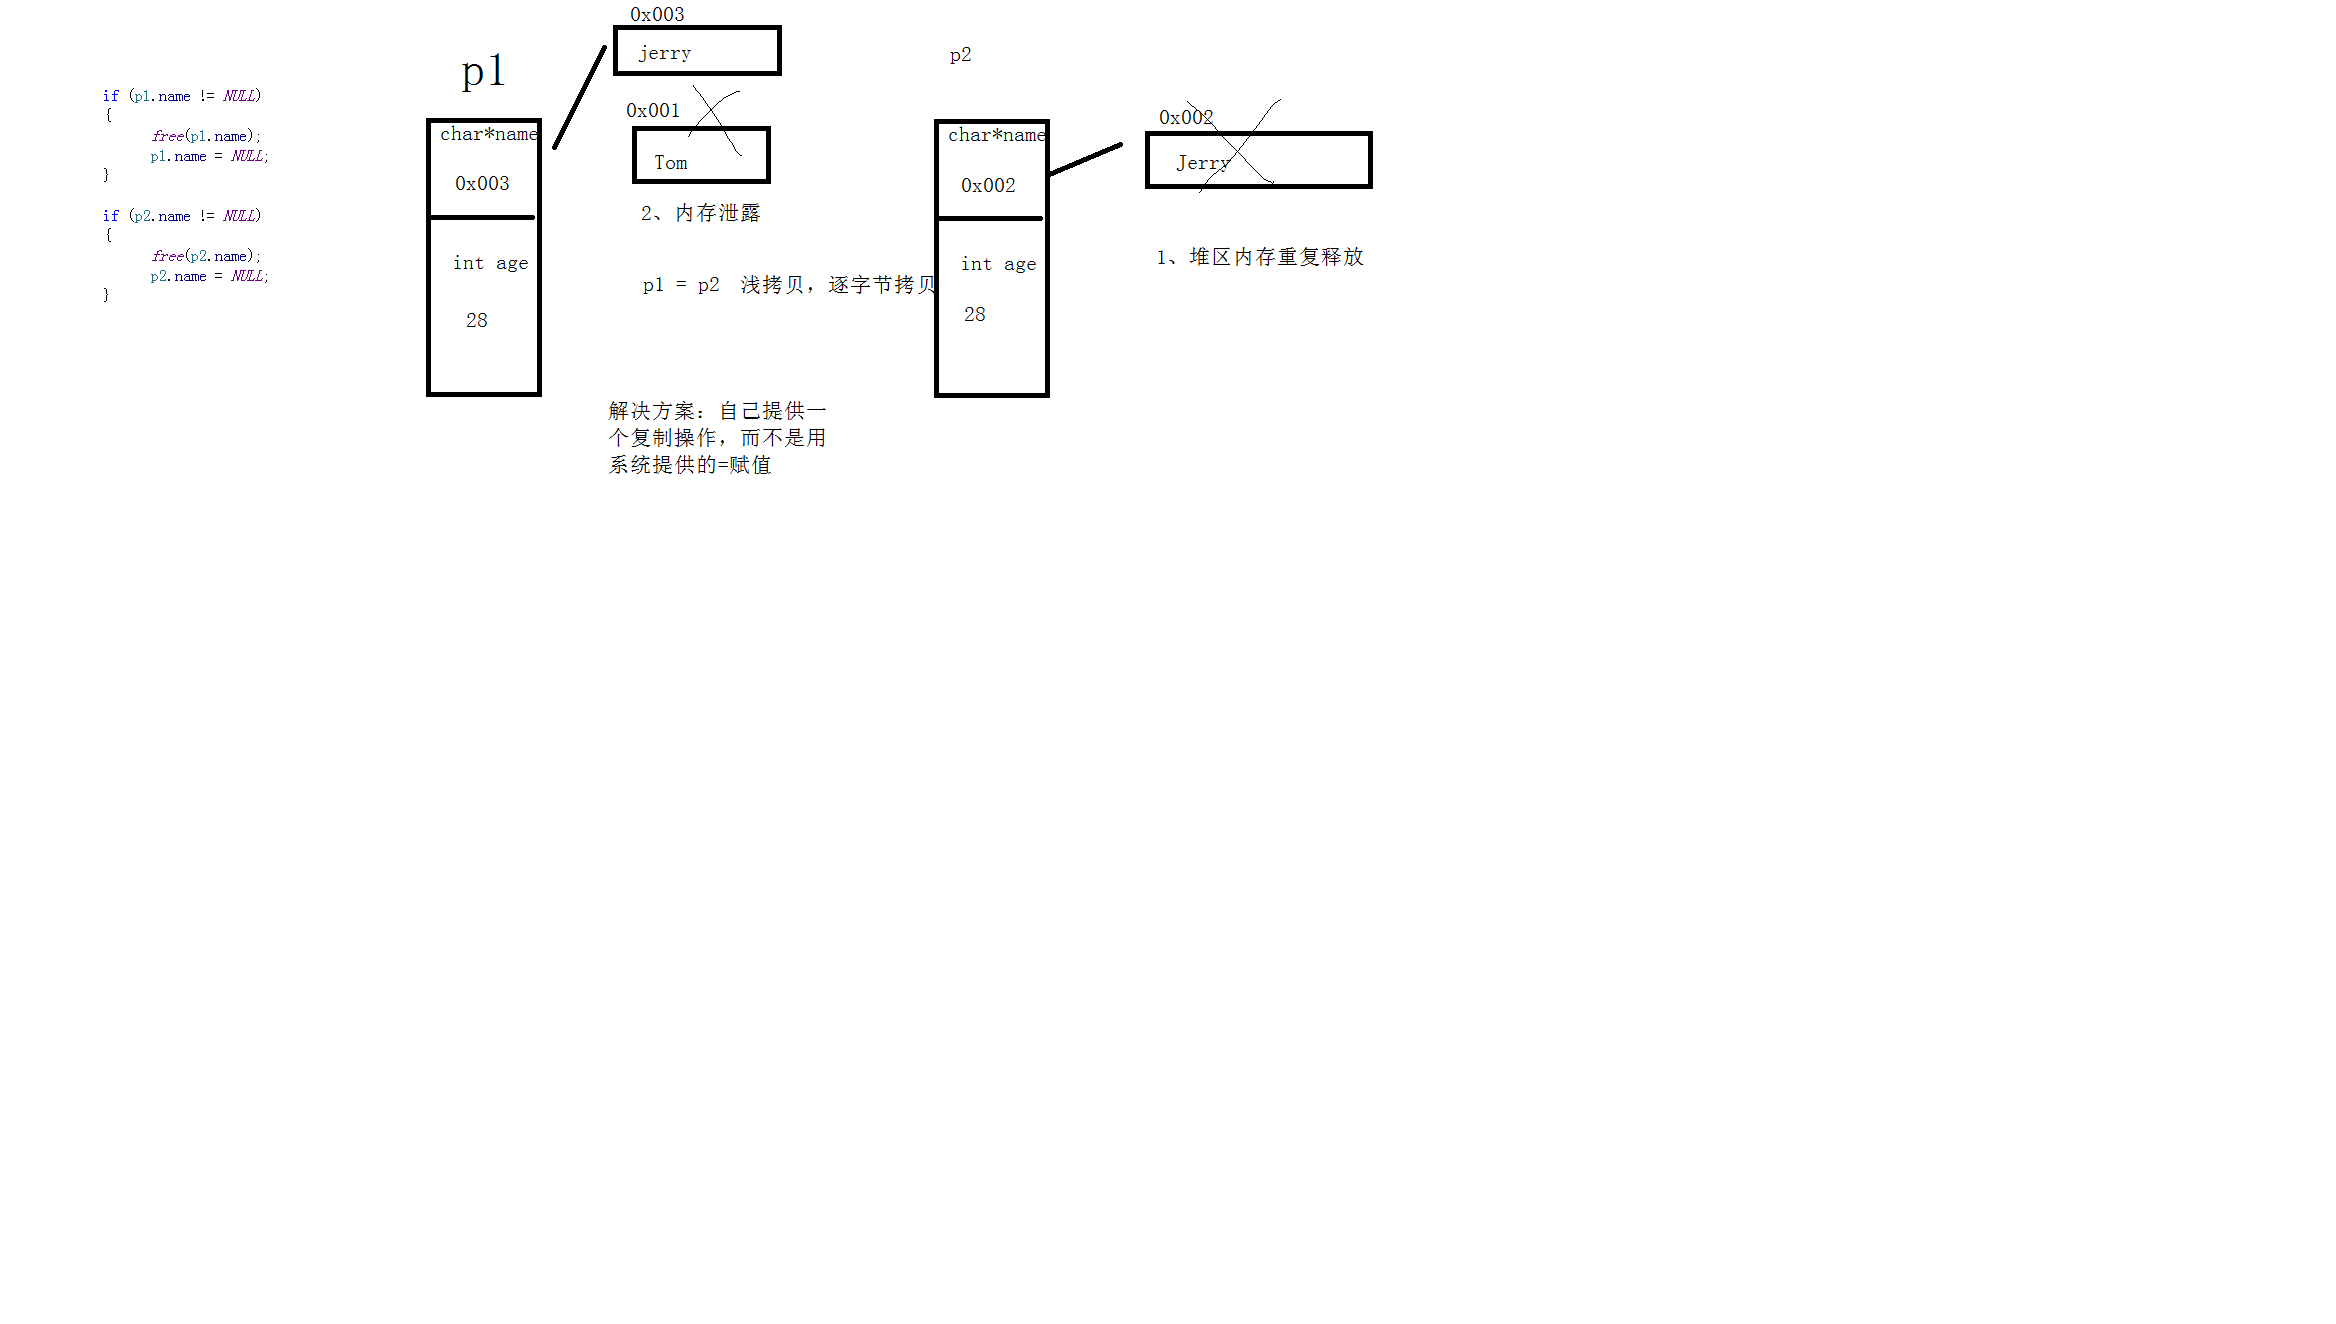 if (p1.name != NULL)
{
free(p1.name);
p1.name = NULL;
}
if (p2.name != NULL)
{
free(p2.name);
p2.name = NULL;
}
p1
char*name
0x003
int age
28
0x003
jerry
0x001
Tom
2、内存泄露
p1 = p2 浅拷贝，逐字节拷贝
解决方案：自己提供一
个复制操作，而不是用
系统提供的=赋值
p2
char*name
0x002
int age
28
0x002
Jerry
1、堆区内存重复释放